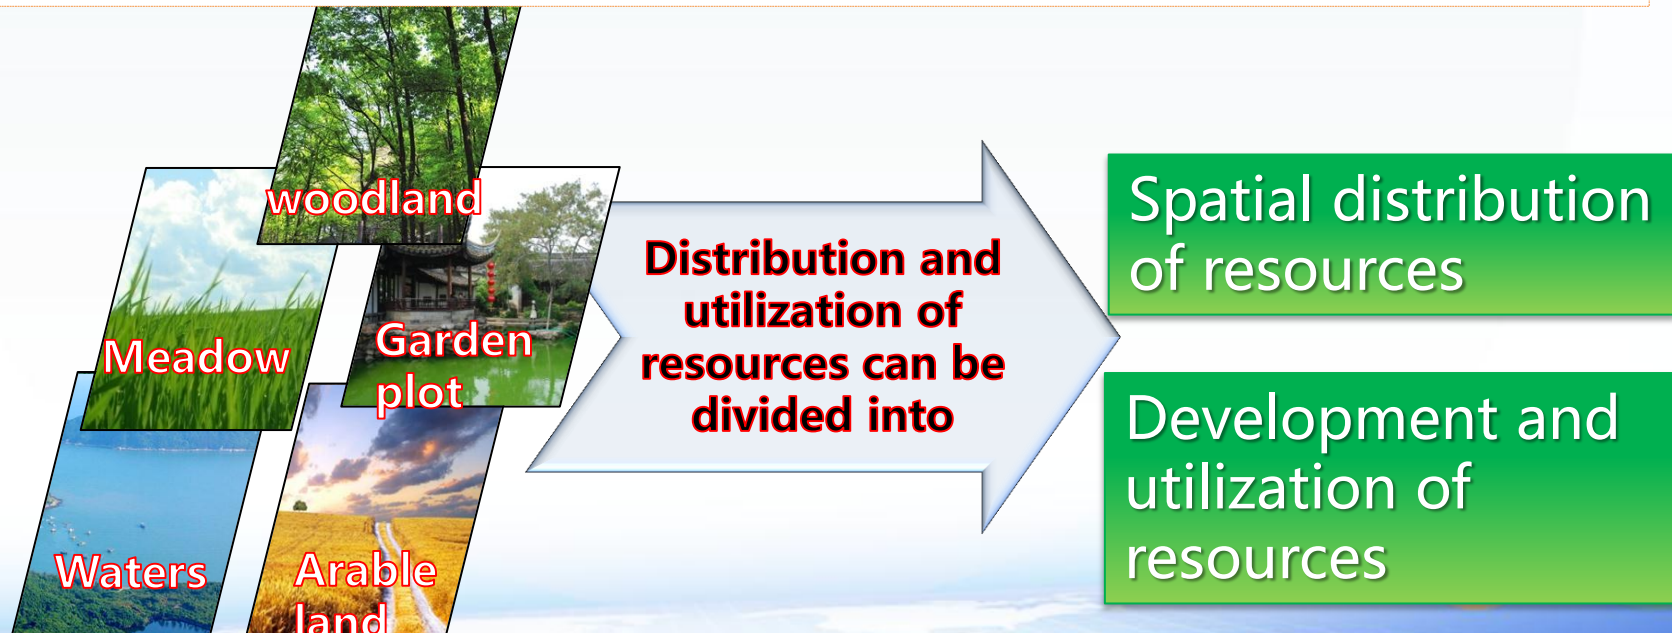 woodland
Meadow
Garden
plot
Waters
Arable
land
Distribution and
utilization of
resources can be
divided into
Spatial distribution
of resources
Development and
utilization of
resources